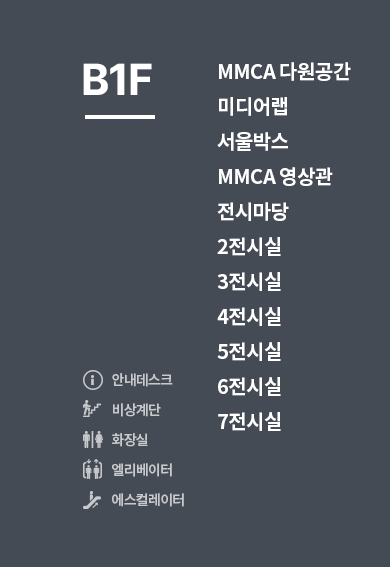 B1F
MMCA 다원공간
미디어랩
서울박스
MMCA 영상관
전시마당
2전시실
3전시실
4전시실
5전시실
6전시실
7전시실
안내데스크
비상계단
화장실
엘리베이터
에스컬레이터